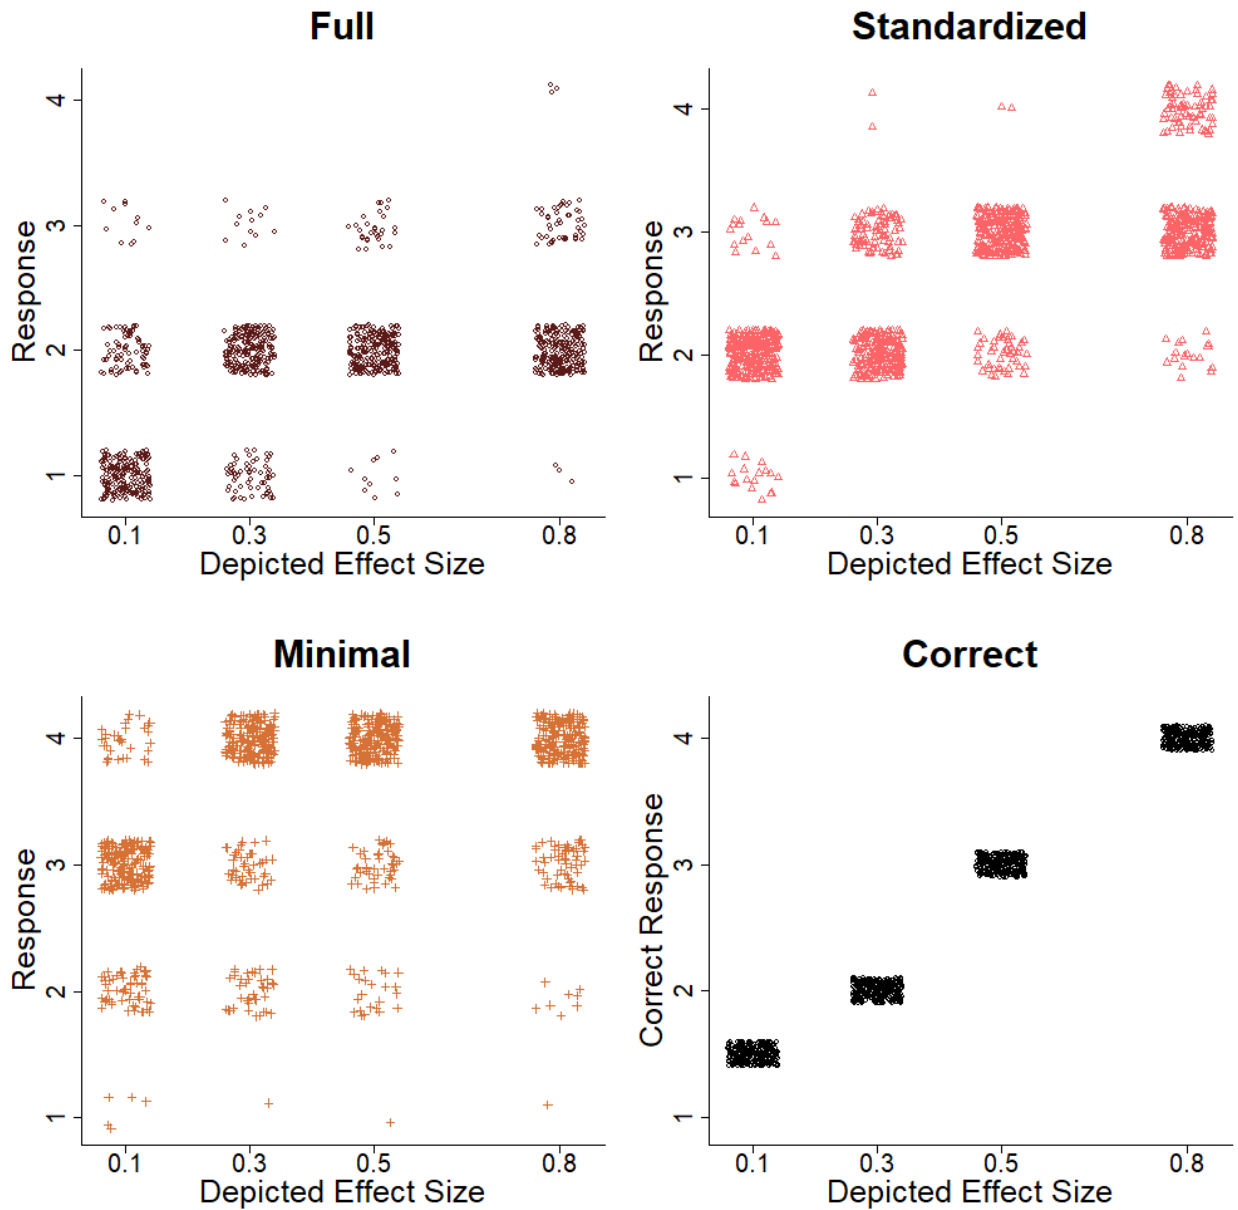 Full
Response
4
3
2
1
0.1 0.3 0.5 0.8
Depicted Effect Size
Standardized
Response
4
3
2
1
0.1 0.3 0.5 0.8
Depicted Effect Size
Minimal
Response
4
3
2
1
0.1 0.3 0.5 0.8
Depicted Effect Size
Correct
Correct Response
4
3
2
1
0.1 0.3 0.5 0.8
Depicted Effect Size